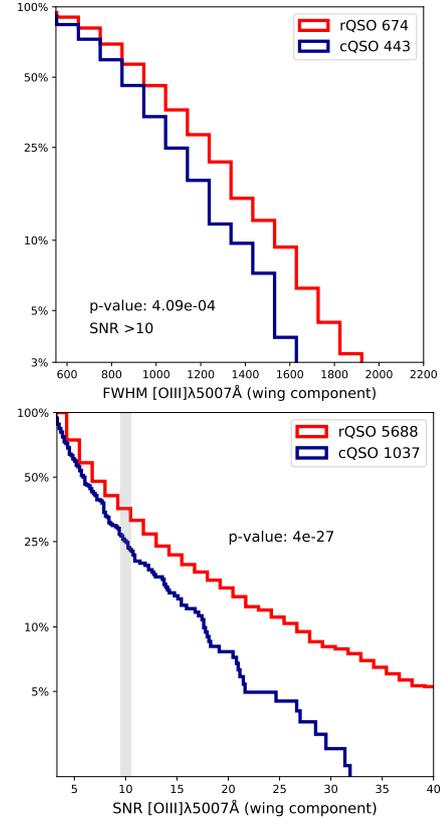 100%
50%
25%
10%
5%
3%
rQSO 674
cQSO 443
p-value: 4.09e-04
SNR >10
600 800 1000 1200 1400 1600 1800 2000 2200
FWHM [OIII]λ5007Å (wing component)
100%
50%
25%
10%
5%
rQSO 5688
cQSO 1037
p-value: 4e-27
5 10 15 20 25 30 35 40
SNR [OIII]λ5007Å (wing component)